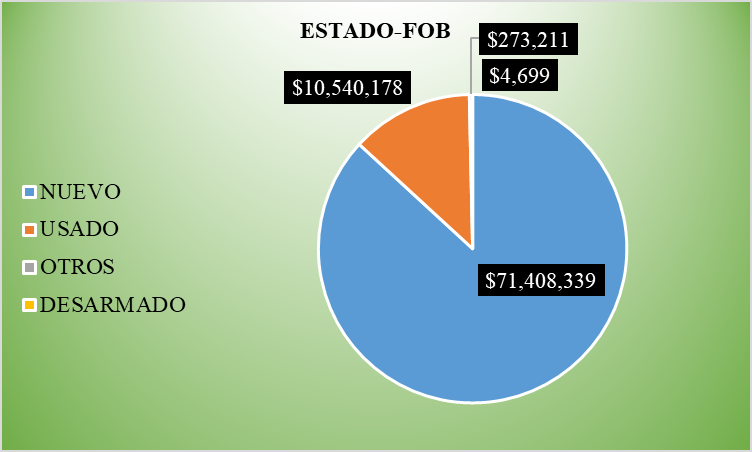 ESTADO-FOB
$273,211
$4,699
$10,540,178
NUEVO
USADO
OTROS
DESARMADO
$71,408,339